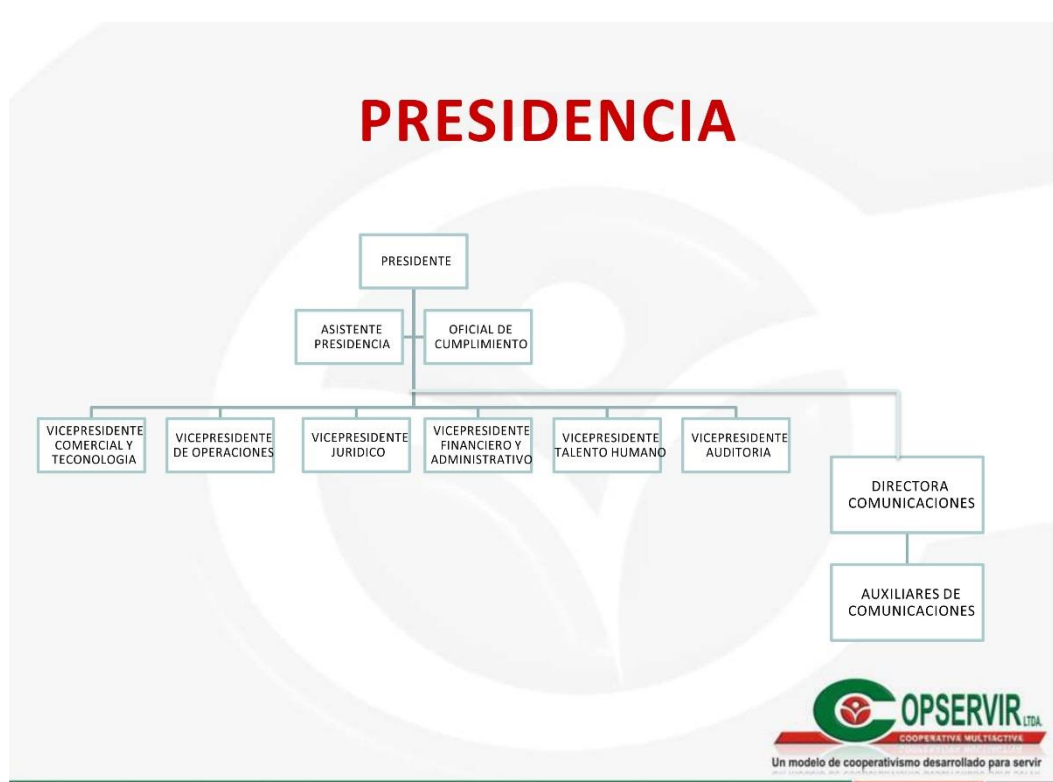 PRESIDENCIA
PRESIDENTE
ASISTENTE
PRESIDENCIA
OFICIAL DE
CUMPLIMIENTO
VICEPRESIDENTE
COMERCIAL Y
TECONOLOGIA
VICEPRESIDENTE
DE OPERACIONES
VICEPRESIDENTE
JURIDICO
VICEPRESIDENTE
FINANCIERO Y
ADMINISTRATIVO
VICEPRESIDENTE
TALENTO HUMANO
VICEPRESIDENTE
AUDITORIA
DIRECTORA
COMUNICACIONES
AUXILIARES DE
COMUNICACIONES
COPSERVIR LTDA.
COOPERATIVA MULTIACTIVA
Un modelo de cooperativismo desarrollado para servir